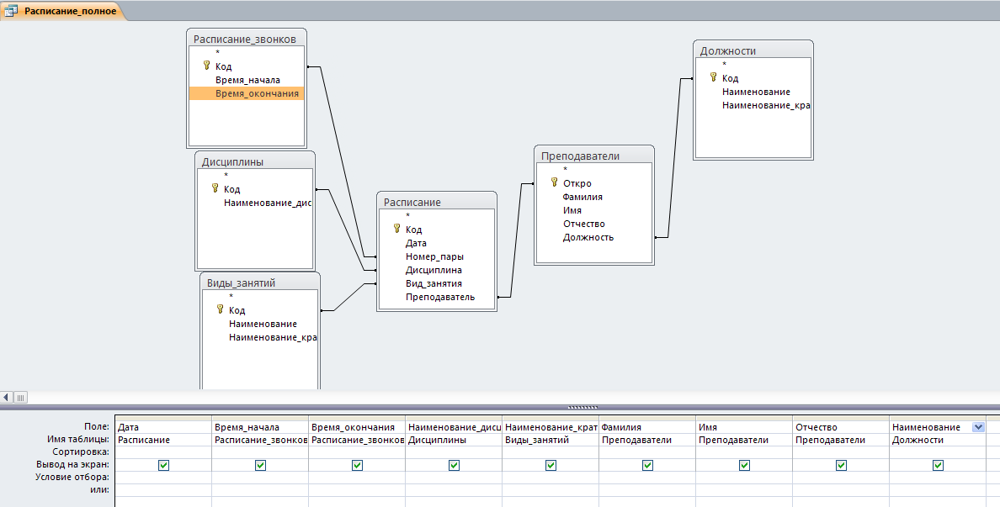 Расписание_полное
Расписание_звонков
*
Код
Время_начала
Время_окончания
Дисциплины
*
Код
Наименование_дис
Виды_занятий
*
Код
Наименование
Наименование_кра
Расписание
*
Код
Дата
Номер_пары
Дисциплина
Вид_занятия
Преподаватель
Преподаватели
*
Откро
Фамилия
Имя
Отчество
Должность
Должности
*
Код
Наименование
Наименование_кра
Поле: Дата Время_начала Время_окончания Наименование_дисц Наименование_крат Фамилия Имя Отчество Наименование
Имя таблицы: Расписание Расписание_звонков Расписание_звонков Дисциплины Виды_занятий Преподаватели Преподаватели Преподаватели Должности
Сортировка:
Вывод на экран:
Условие отбора:
или: